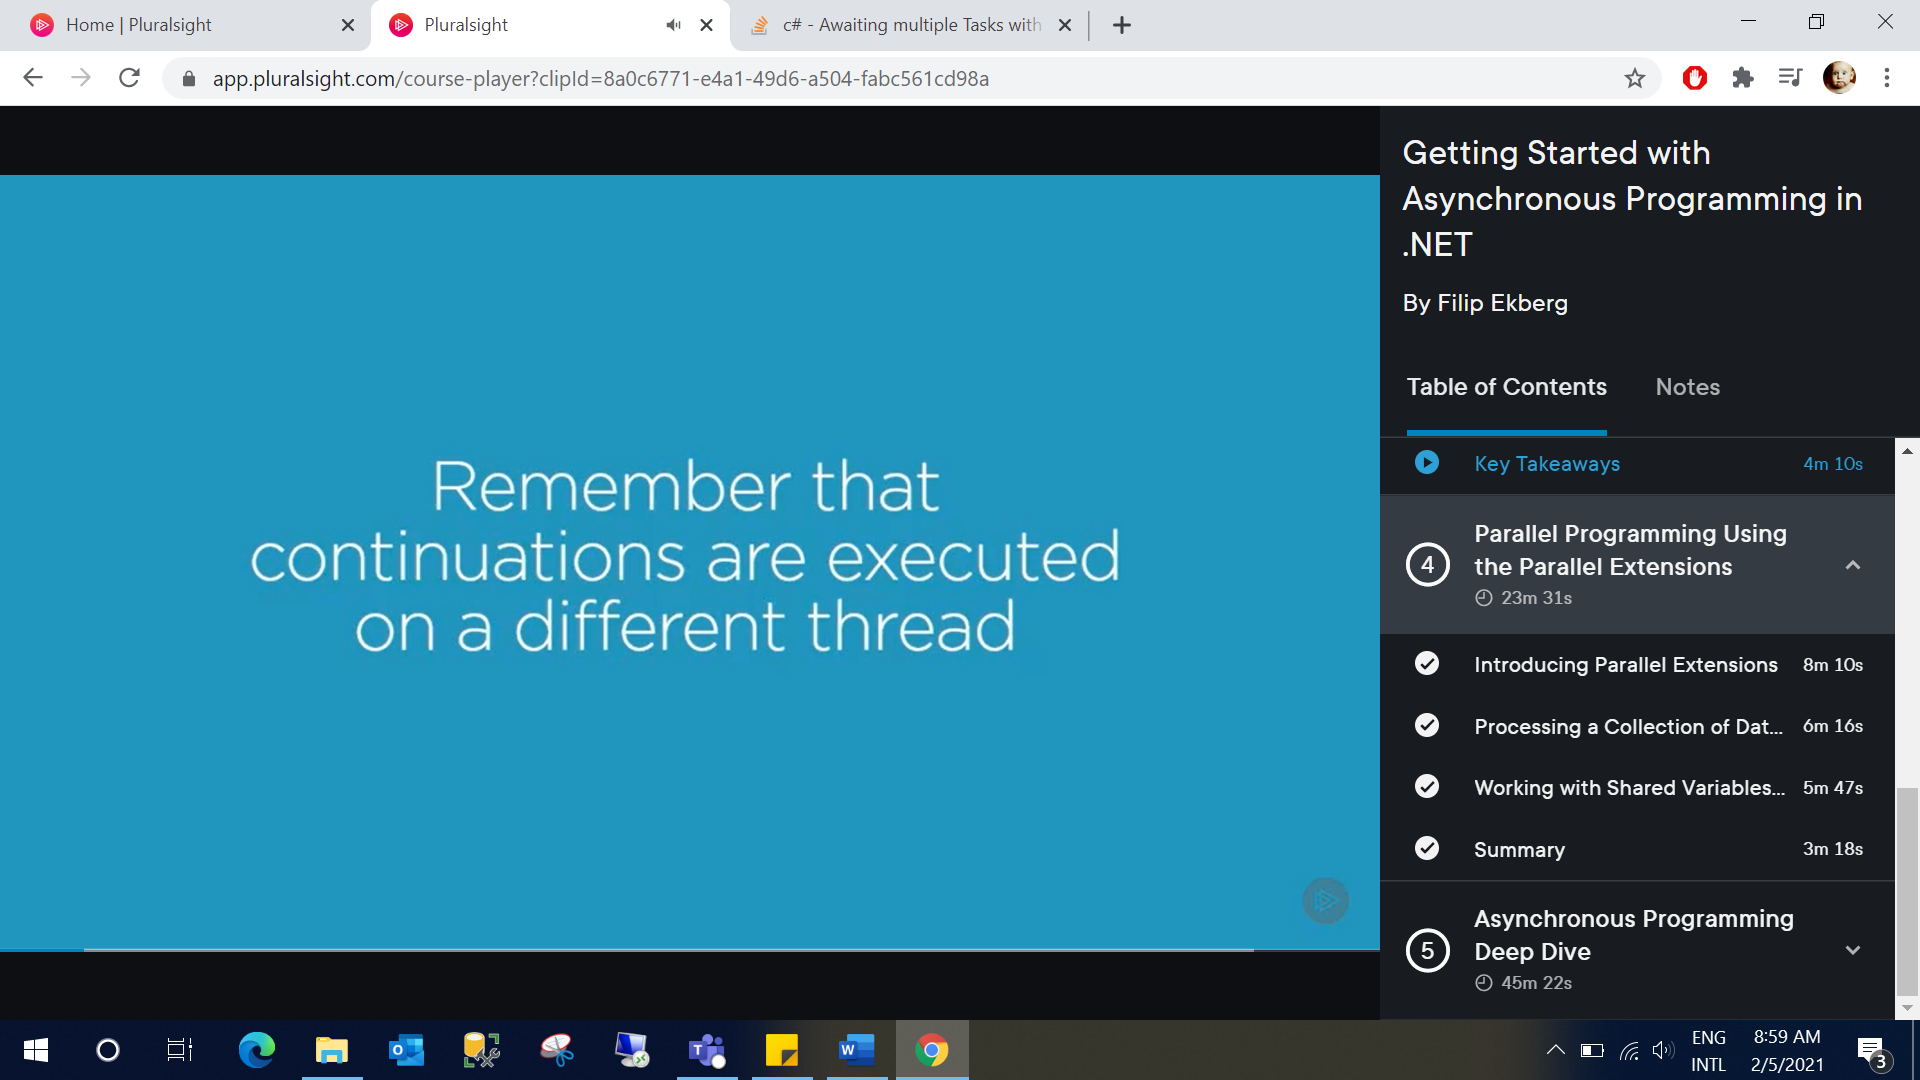 Home | Pluralsight
Pluralsight
c# - Awaiting multiple Tasks with
app.pluralsight.com/course-player?clipId=8a0c6771-e4a1-49d6-a504-fabc561cd98a
Remember that
continuations are executed
on a different thread
Getting Started with
Asynchronous Programming in
.NET
By Filip Ekberg
Table of Contents Notes
Key Takeaways 4m 10s
4
Parallel Programming Using
the Parallel Extensions
23m 31s
Introducing Parallel Extensions 8m 10s
Processing a Collection of Dat... 6m 16s
Working with Shared Variables... 5m 47s
Summary 3m 18s
5
Asynchronous Programming
Deep Dive
45m 22s
ENG
INTL
8:59 AM
2/5/2021
3